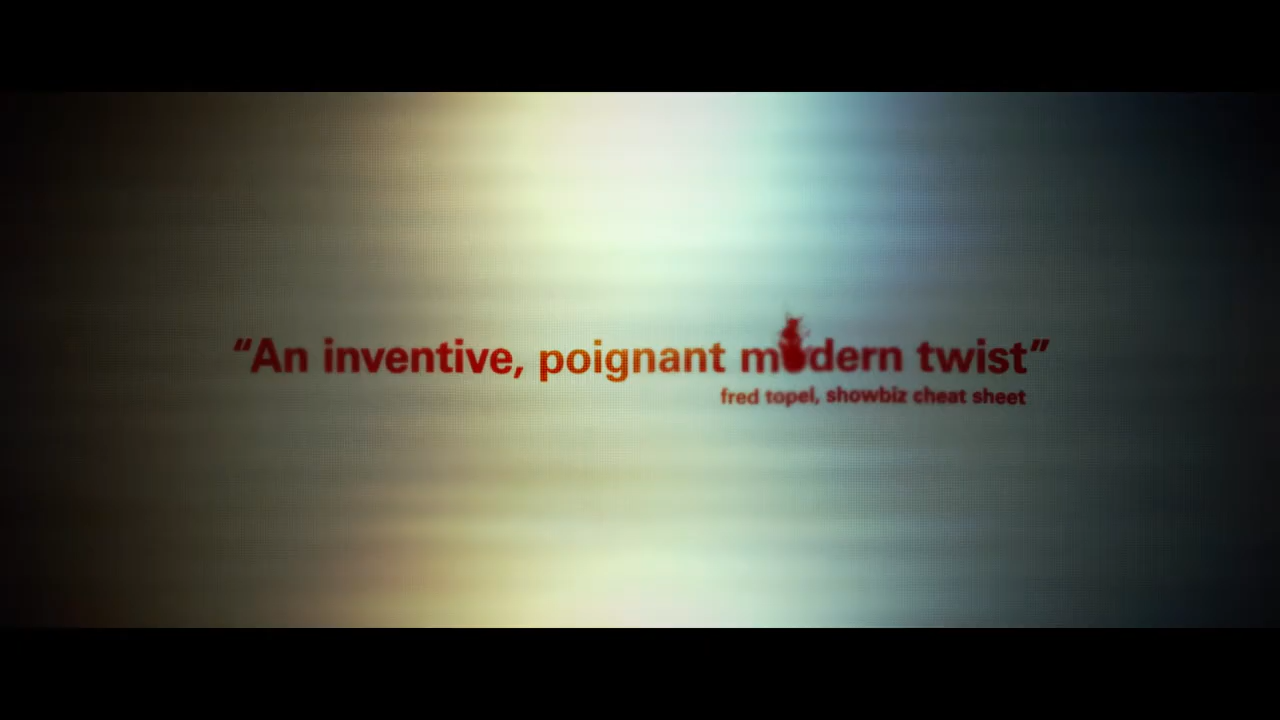 “An inventive, poignant modern twist”
fred topel, showbiz cheat sheet